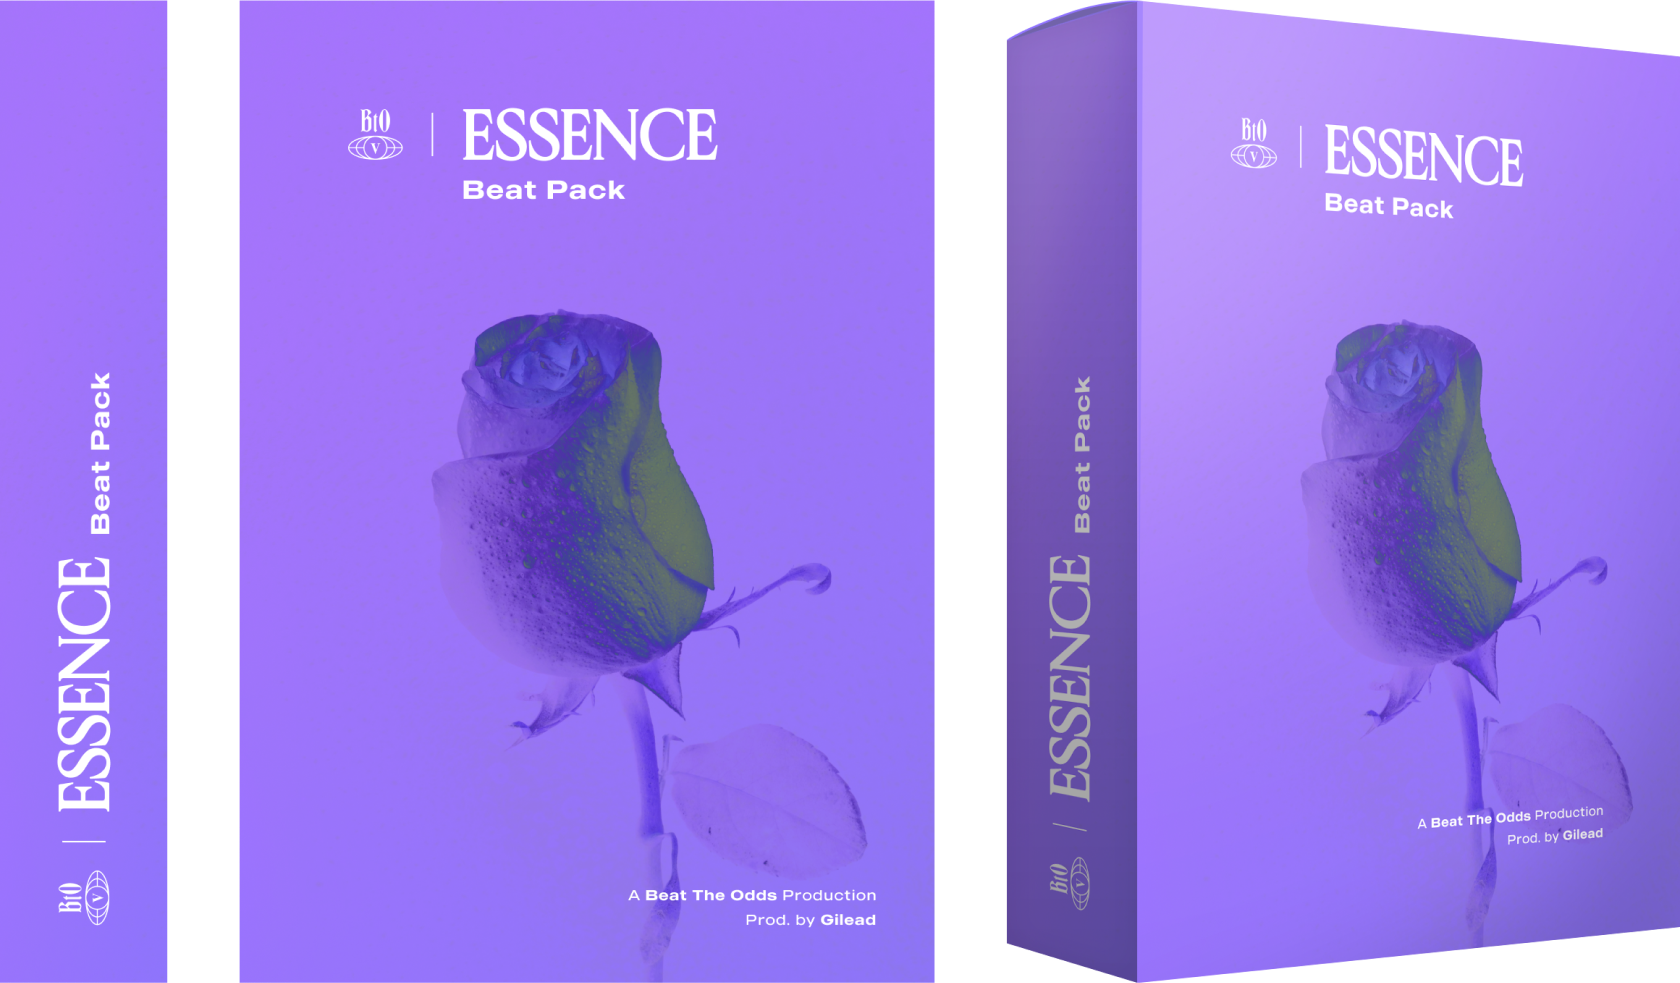 BtO
V
ESSENCE
Beat Pack
BtO
V
ESSENCE
Beat Pack
A Beat The Odds Production
Prod. by Gilead
BtO
V
ESSENCE
Beat Pack
BtO
V
ESSENCE
Beat Pack
A Beat The Odds Production
Prod. by Gilead